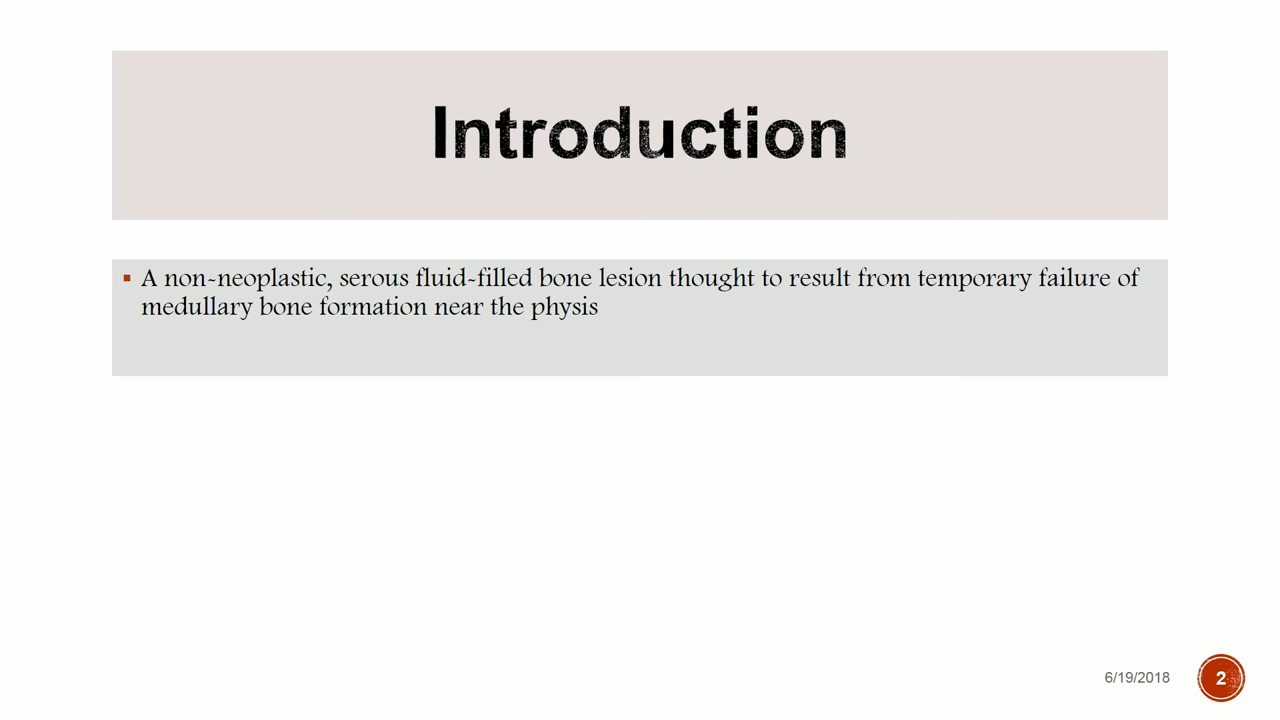 Introduction
▪ A non-neoplastic, serous fluid-filled bone lesion thought to result from temporary failure of
medullary bone formation near the physis
6/19/2018
2